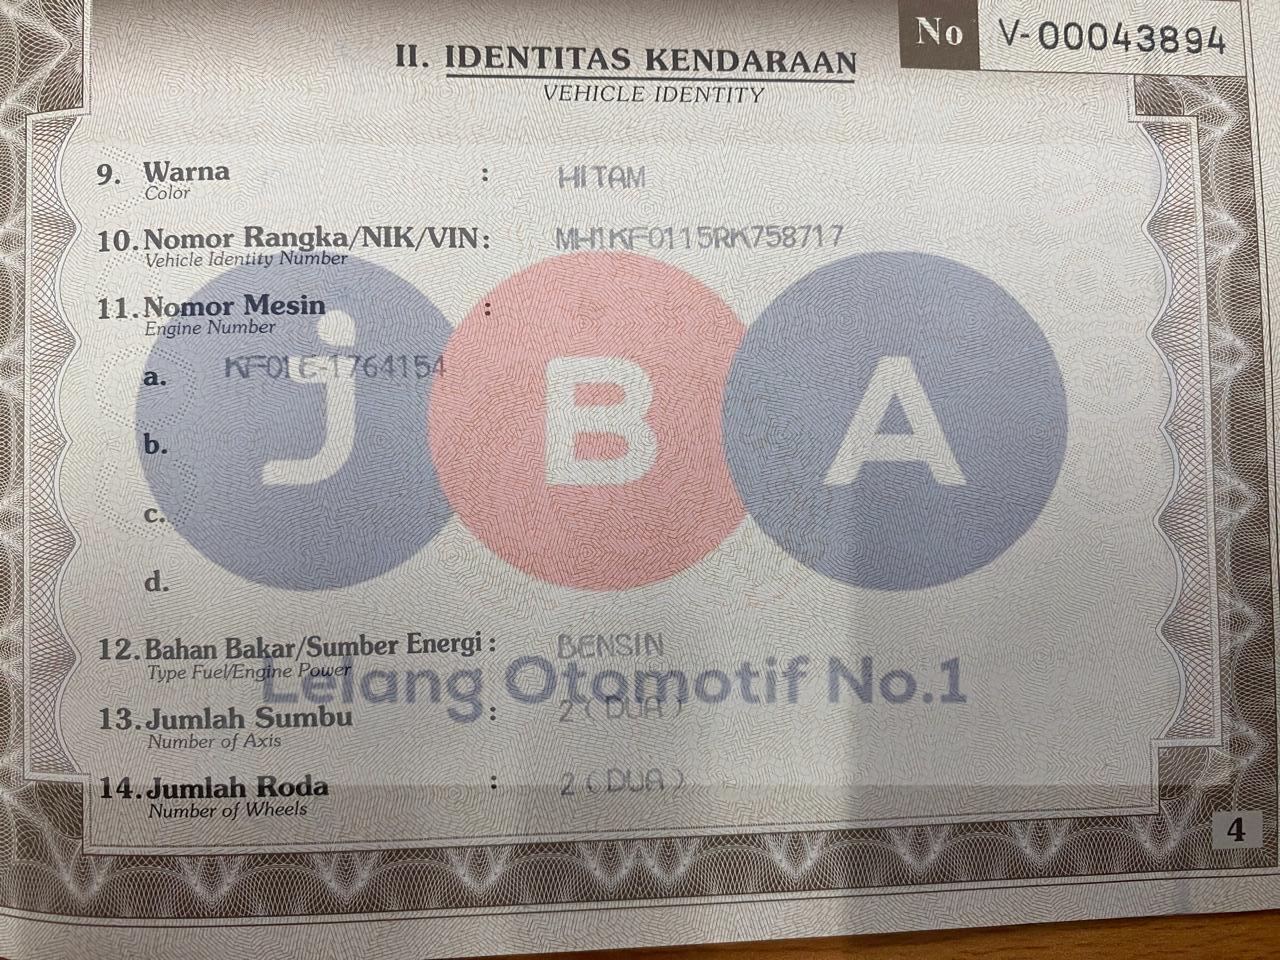 No V-00043894
II. IDENTITAS KENDARAAN
VEHICLE IDENTITY
9. Warna : HITAM
Color
10. Nomor Rangka/NIK/VIN : MH1KF0115RK758717
Vehicle Identity Number
11. Nomor Mesin :
Engine Number
a. KF01E-1764154
b.
c.
d.
jBA
12. Bahan Bakar/Sumber Energi : BENSIN
Type Fuel/Engine Power
Lelang Otomotif No.1
13. Jumlah Sumbu : 2 ( DUA )
Number of Axis
14. Jumlah Roda : 2 ( DUA )
Number of Wheels
4